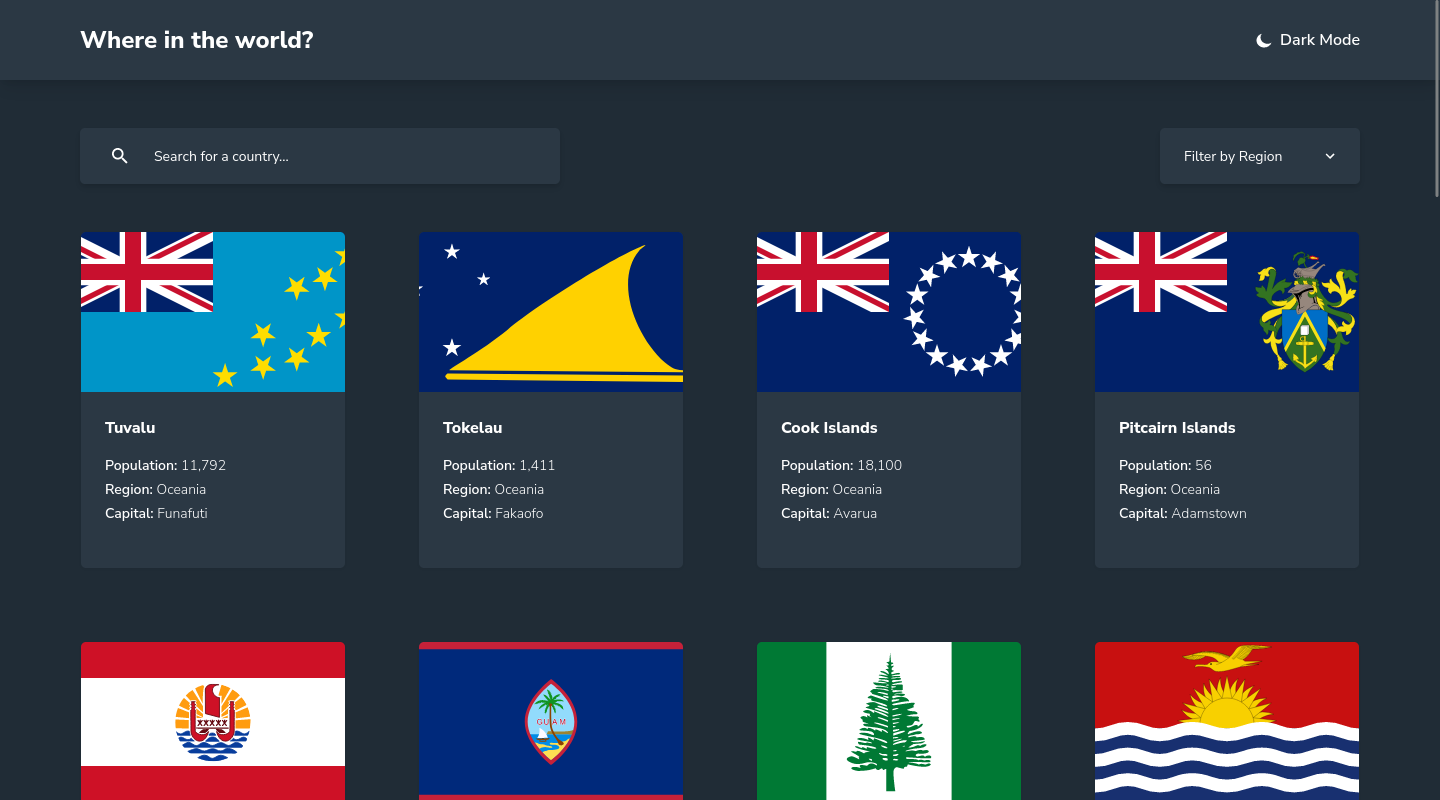 Where in the world?
Dark Mode
Search for a country...
Filter by Region
Tuvalu
Population: 11,792
Region: Oceania
Capital: Funafuti
Tokelau
Population: 1,411
Region: Oceania
Capital: Fakaofo
Cook Islands
Population: 18,100
Region: Oceania
Capital: Avarua
Pitcairn Islands
Population: 56
Region: Oceania
Capital: Adamstown
GUAM